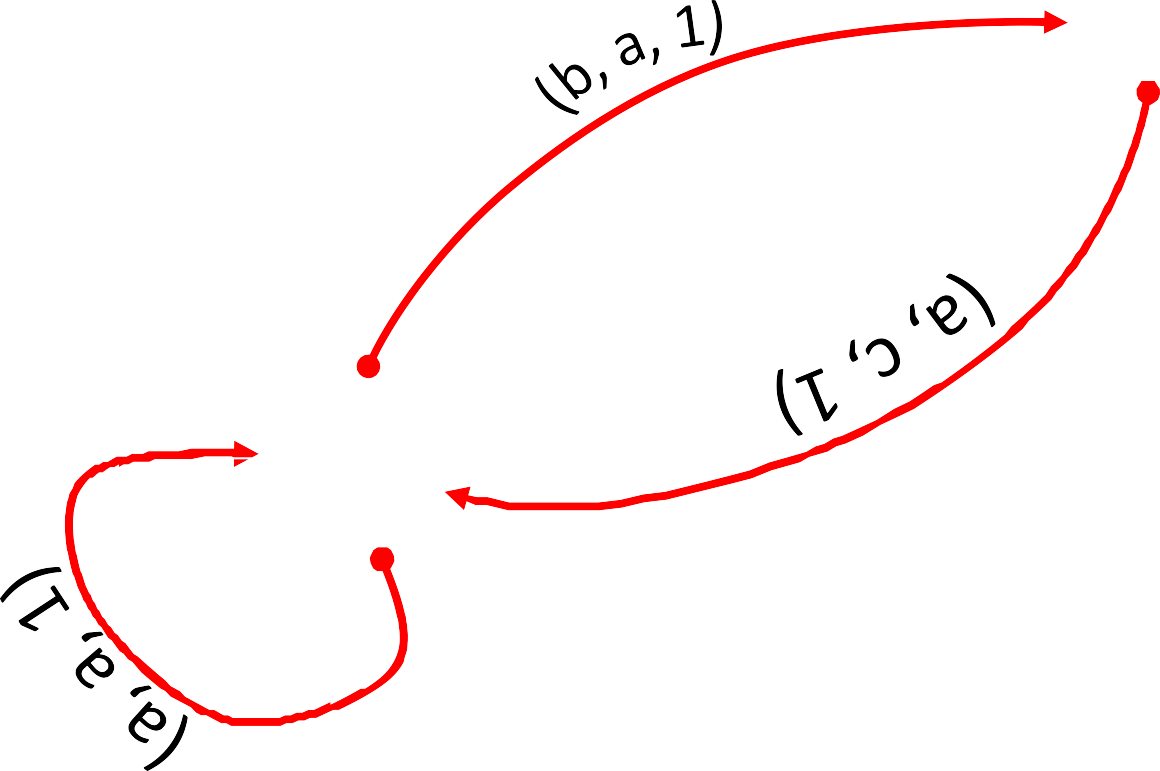 (b, a, 1)
(a, c, 1)
(a, a, 1)